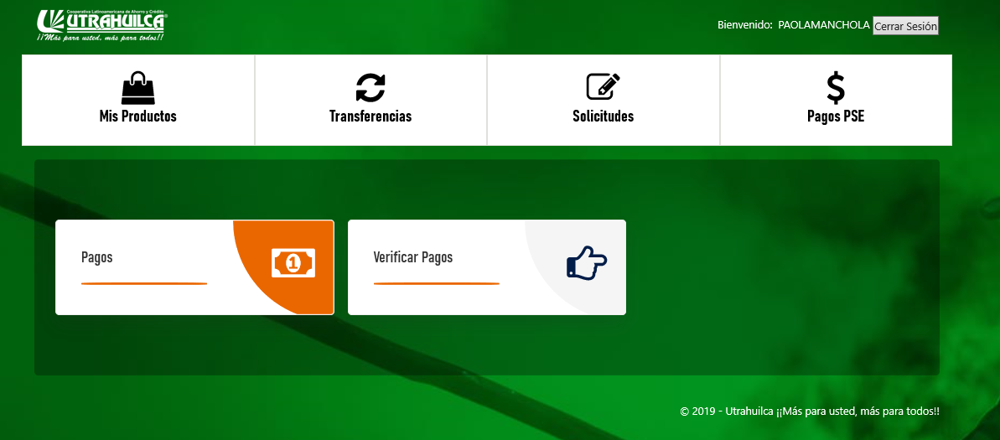 Cooperativa Latinoamericana de Ahorro y Crédito
UTRAHUILCA®
¡¡Más para usted, más para todos!!
Bienvenido: PAOLAMANCHOLA Cerrar Sesión
Mis Productos
Transferencias
Solicitudes
Pagos PSE
Pagos
1
Verificar Pagos
© 2019 - Utrahuilca ¡¡Más para usted, más para todos!!